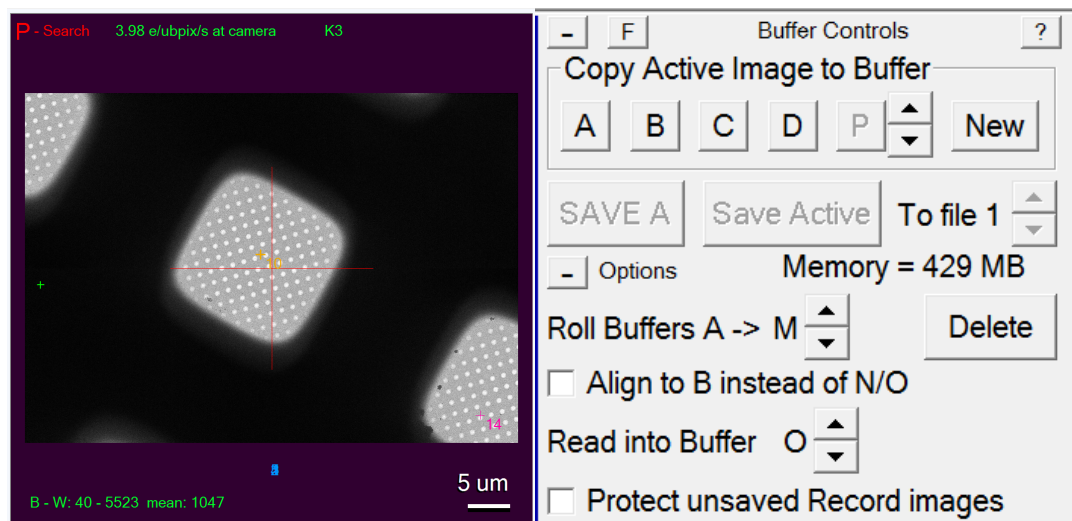 P - Search 3.98 e/ubpix/s at camera K3
14
5 um
B - W: 40 - 5523 mean: 1047
- F Buffer Controls ?
Copy Active Image to Buffer
A B C D P New
SAVE A Save Active To file 1
- Options Memory = 429 MB
Roll Buffers A -> M Delete
Align to B instead of N/O
Read into Buffer O
Protect unsaved Record images